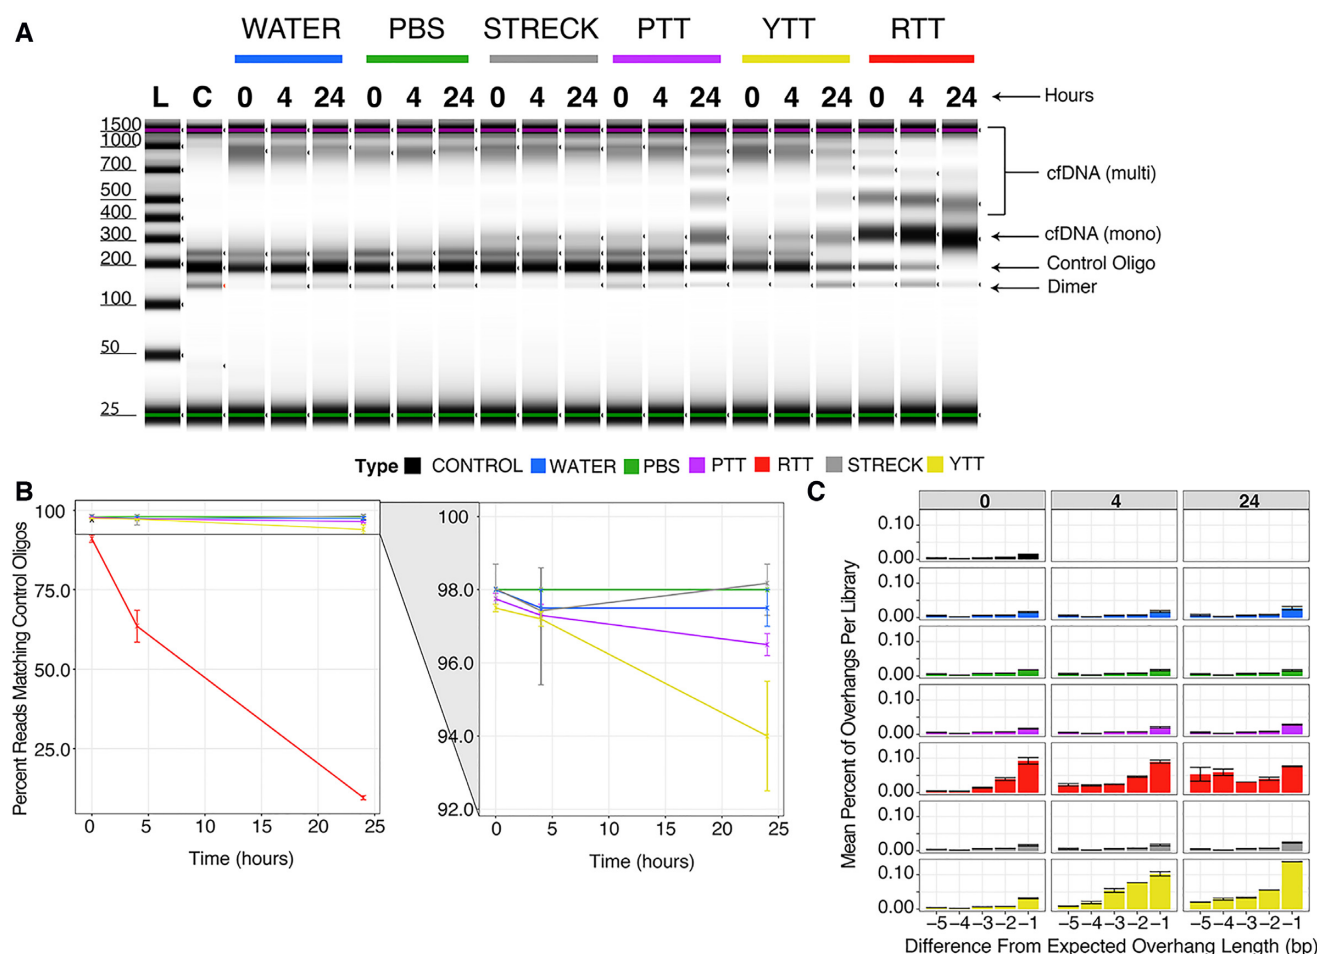 A
WATER PBS STRECK PTT YTT RTT
L C 0 4 24 0 4 24 0 4 24 0 4 24 0 4 24 0 4 24 Hours
1500
1000
700
500
400
300
200
100
50
25
cfDNA (multi)
cfDNA (mono)
Control Oligo
Dimer
Type CONTROL WATER PBS PTT RTT STRECK YTT
B
Percent Reads Matching Control Oligos
100
75.0
50.0
25.0
0 5 10 15 20 25
Time (hours)
100
98.0
96.0
94.0
92.0
0 5 10 15 20 25
Time (hours)
C
0 4 24
Mean Percent of Overhangs Per Library
0.10
0.00
0.10
0.00
0.10
0.00
0.10
0.00
0.10
0.00
0.10
0.00
0.10
0.00
−5 −4 −3 −2 −1 −5 −4 −3 −2 −1 −5 −4 −3 −2 −1
Difference From Expected Overhang Length (bp)